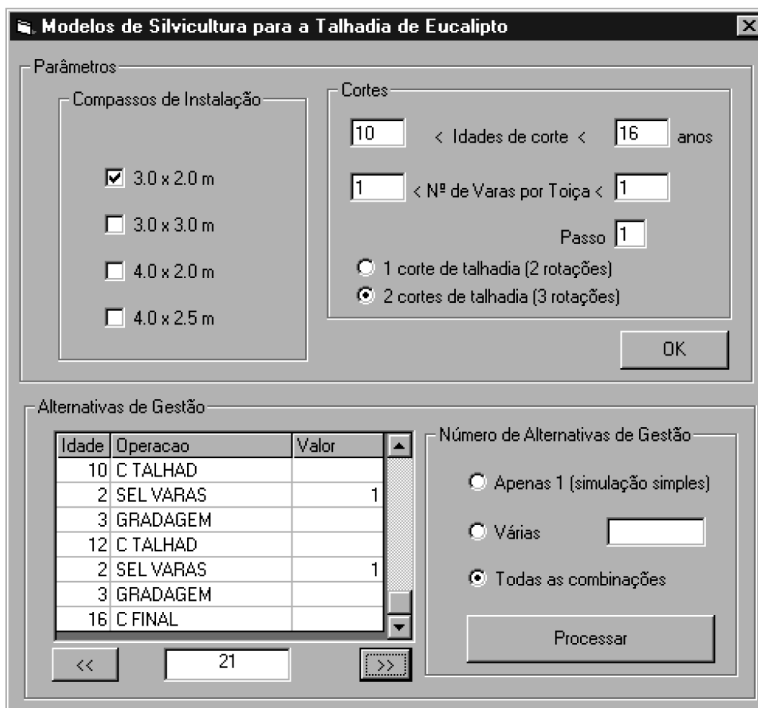 Modelos de Silvicultura para a Talhadia de Eucalipto
Parâmetros
Compassos de Instalação
3.0 x 2.0 m
3.0 x 3.0 m
4.0 x 2.0 m
4.0 x 2.5 m
Cortes
10 < Idades de corte < 16 anos
1 < Nº de Varas por Toiça < 1
Passo 1
1 corte de talhadia (2 rotações)
2 cortes de talhadia (3 rotações)
OK
Alternativas de Gestão
Idade Operacao Valor
10 C TALHAD
2 SEL VARAS 1
3 GRADAGEM
12 C TALHAD
2 SEL VARAS 1
3 GRADAGEM
16 C FINAL
<< 21 >>
Número de Alternativas de Gestão
Apenas 1 (simulação simples)
Várias
Todas as combinações
Processar